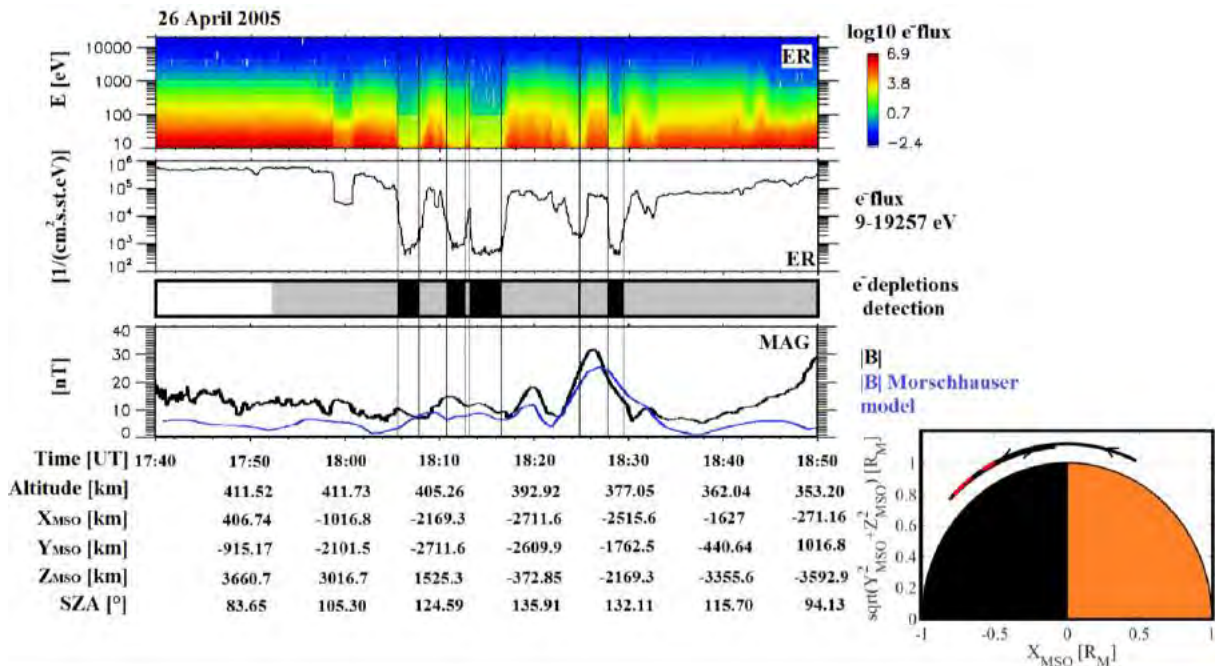 26 April 2005
E [eV]
10000
1000
100
10
ER
log10 e⁻flux
6.9
3.8
0.7
−2.4
[1/(cm².s.st.eV)]
10⁶
10⁵
10⁴
10³
10²
ER
e⁻flux
9-19257 eV
e⁻depletions
detection
[nT]
40
30
20
10
0
MAG
|B|
|B| Morschhauser
model
Time [UT] 17:40 17:50 18:00 18:10 18:20 18:30 18:40 18:50
Altitude [km] 411.52 411.73 405.26 392.92 377.05 362.04 353.20
XMSO [km] 406.74 -1016.8 -2169.3 -2711.6 -2515.6 -1627 -271.16
YMSO [km] -915.17 -2101.5 -2711.6 -2609.9 -1762.5 -440.64 1016.8
ZMSO [km] 3660.7 3016.7 1525.3 -372.85 -2169.3 -3355.6 -3592.9
SZA [°] 83.65 105.30 124.59 135.91 132.11 115.70 94.13
sqrt(Y²MSO+Z²MSO) [RM]
1
0.8
0.6
0.4
0.2
0
-1 -0.5 0 0.5 1
XMSO [RM]